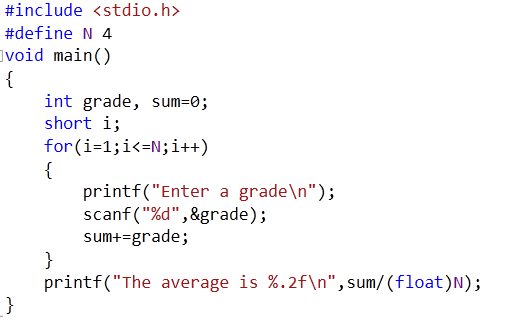 #include <stdio.h>
#define N 4
void main()
{
    int grade, sum=0;
    short i;
    for(i=1;i<=N;i++)
    {
        printf("Enter a grade\n");
        scanf("%d",&grade);
        sum+=grade;
    }
    printf("The average is %.2f\n",sum/(float)N);
}